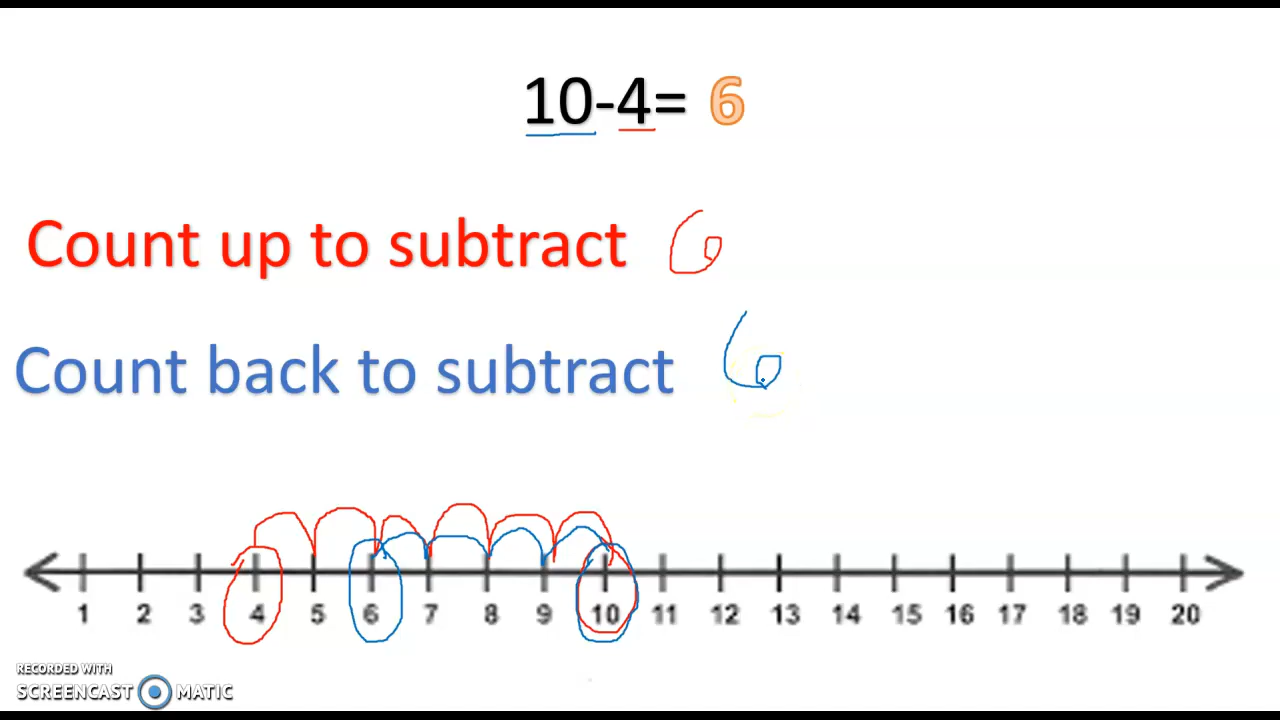 10-4= 6
Count up to subtract 6
Count back to subtract 6
1 2 3 4 5 6 7 8 9 10 11 12 13 14 15 16 17 18 19 20
RECORDED WITH
SCREENCAST MATIC